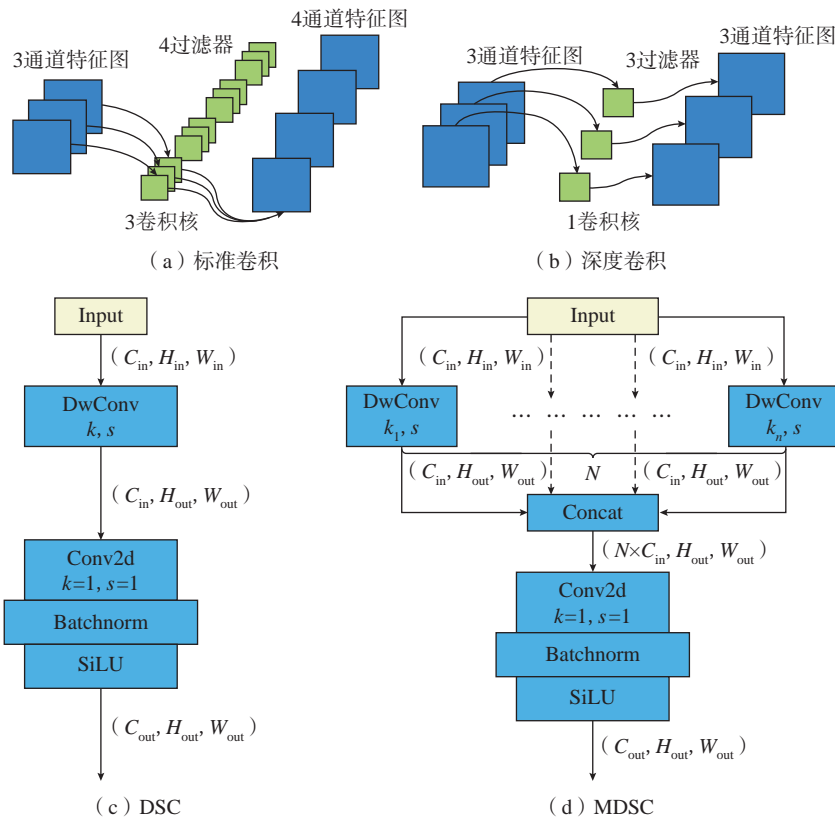 3通道特征图
4过滤器
4通道特征图
3卷积核
（a）标准卷积
3通道特征图
3过滤器
3通道特征图
1卷积核
（b）深度卷积
Input
（C_in, H_in, W_in）
DwConv
k, s
（C_in, H_out, W_out）
Conv2d
k=1, s=1
Batchnorm
SiLU
（C_out, H_out, W_out）
（c）DSC
Input
（C_in, H_in, W_in）
（C_in, H_in, W_in）
DwConv
k_1, s
… … … … …
DwConv
k_n, s
（C_in, H_out, W_out）
N
（C_in, H_out, W_out）
Concat
（N×C_in, H_out, W_out）
Conv2d
k=1, s=1
Batchnorm
SiLU
（C_out, H_out, W_out）
（d）MDSC